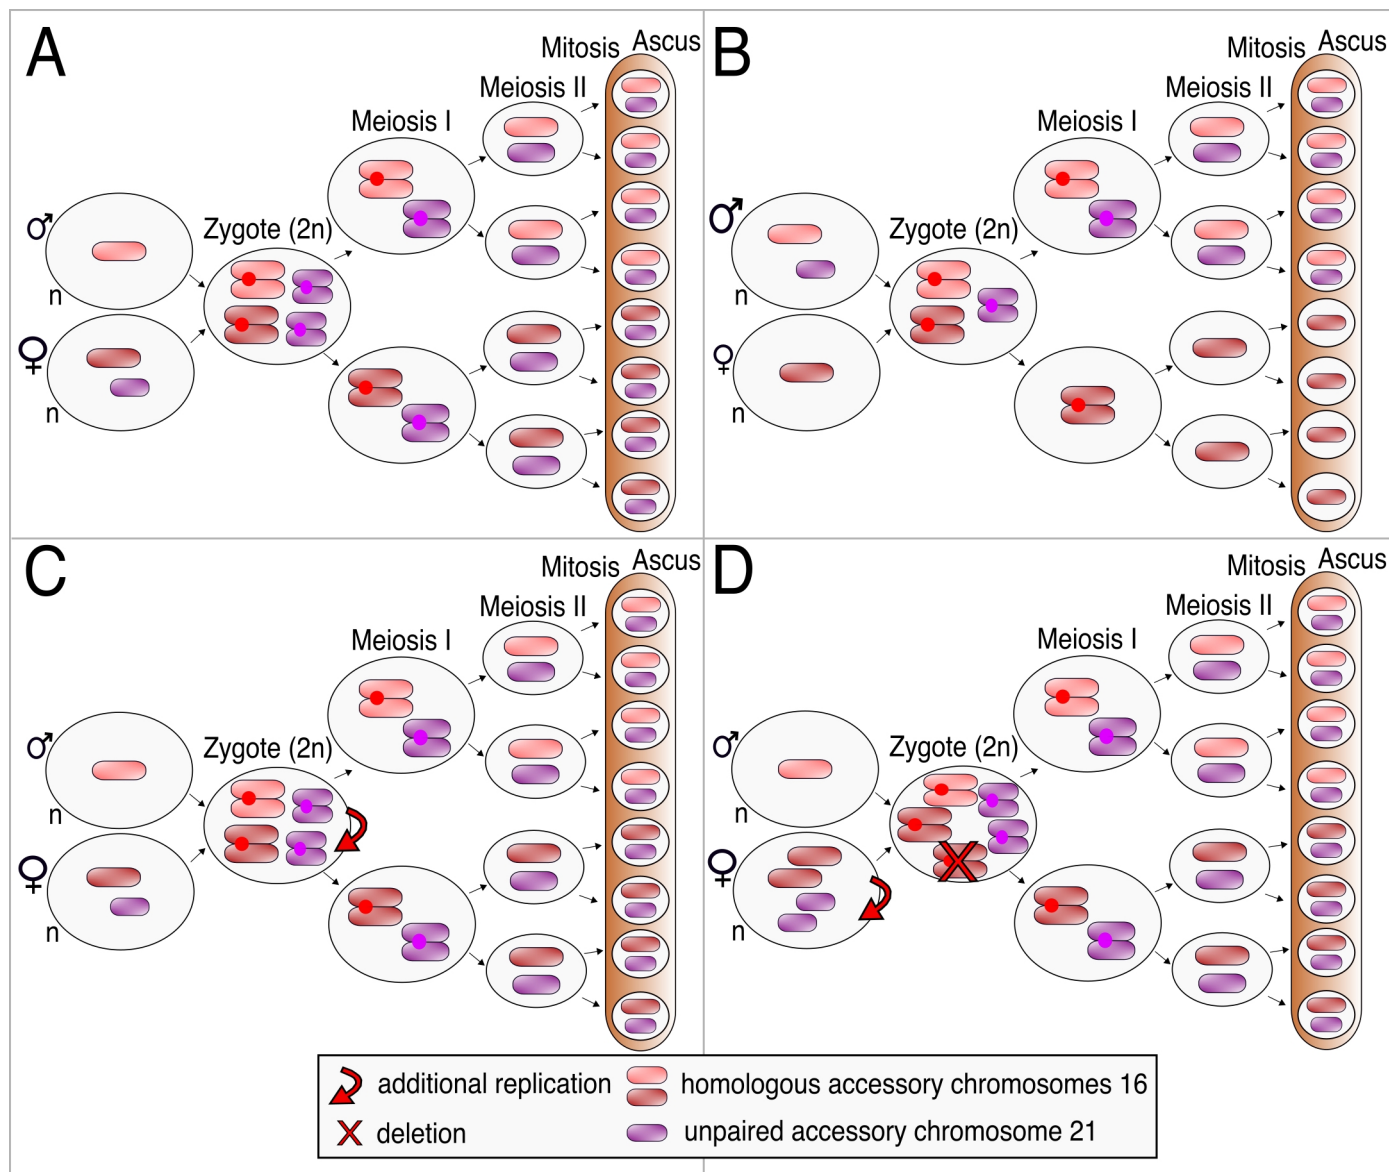 A
Mitosis Ascus
Meiosis II
Meiosis I
♂
Zygote (2n)
n
♀
n
B
Mitosis Ascus
Meiosis II
Meiosis I
♂
Zygote (2n)
n
♀
n
C
Mitosis Ascus
Meiosis II
Meiosis I
♂
Zygote (2n)
n
♀
n
D
Mitosis Ascus
Meiosis II
Meiosis I
♂
Zygote (2n)
n
♀
n
additional replication
homologous accessory chromosomes 16
deletion
unpaired accessory chromosome 21